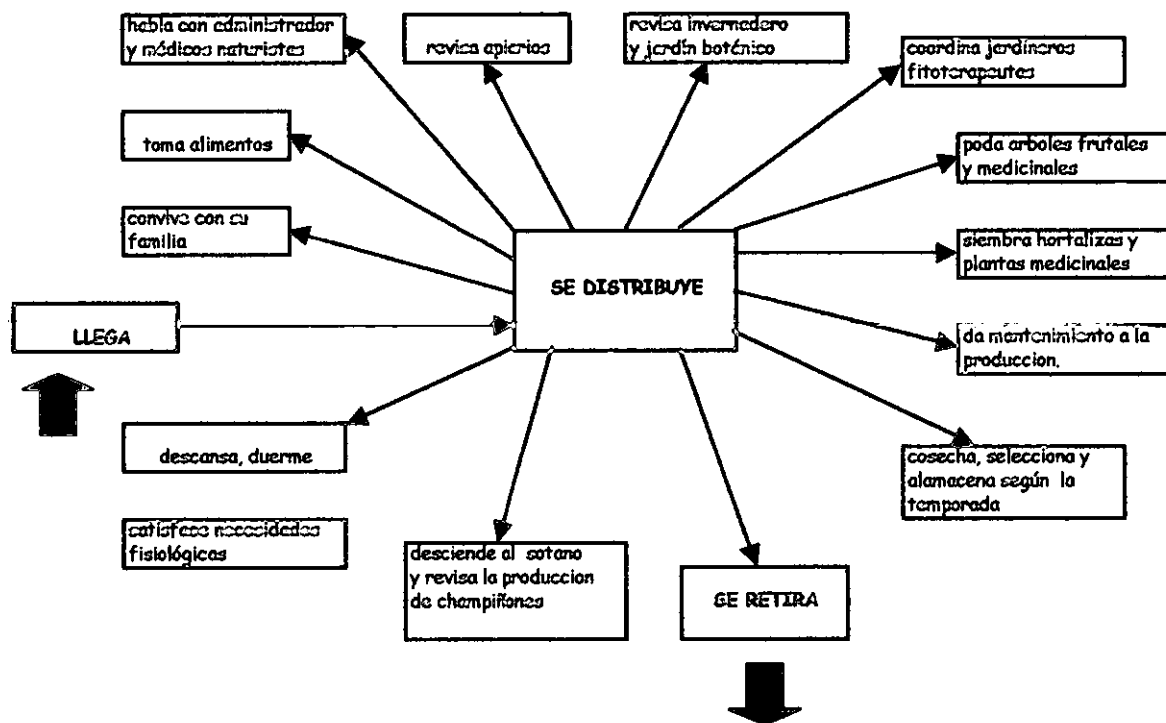 habla con administrador
y médicos naturistas
revisa apiarios
revisa invernadero
y jardín botánico
coordina jardineros
fitoterapeutas
toma alimentos
poda arboles frutales
y medicinales
convive con su
familia
siembra hortalizas y
plantas medicinales
SE DISTRIBUYE
LLEGA
da mantenimiento a la
produccion.
descansa, duerme
cosecha, selecciona y
alamacena según la
temporada
satisface necesidades
fisiológicas
desciende al sotano
y revisa la produccion
de champiñones
SE RETIRA